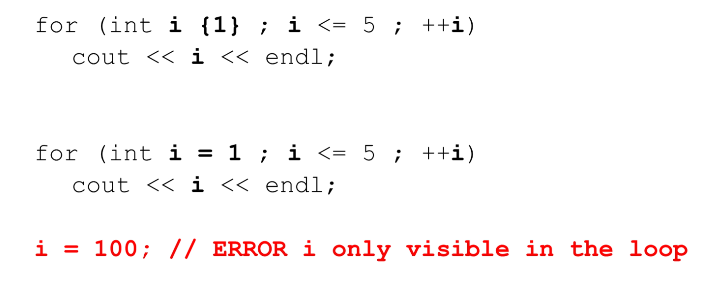 for (int i {1} ; i <= 5 ; ++i)
cout << i << endl;
for (int i = 1 ; i <= 5 ; ++i)
cout << i << endl;
i = 100; // ERROR i only visible in the loop